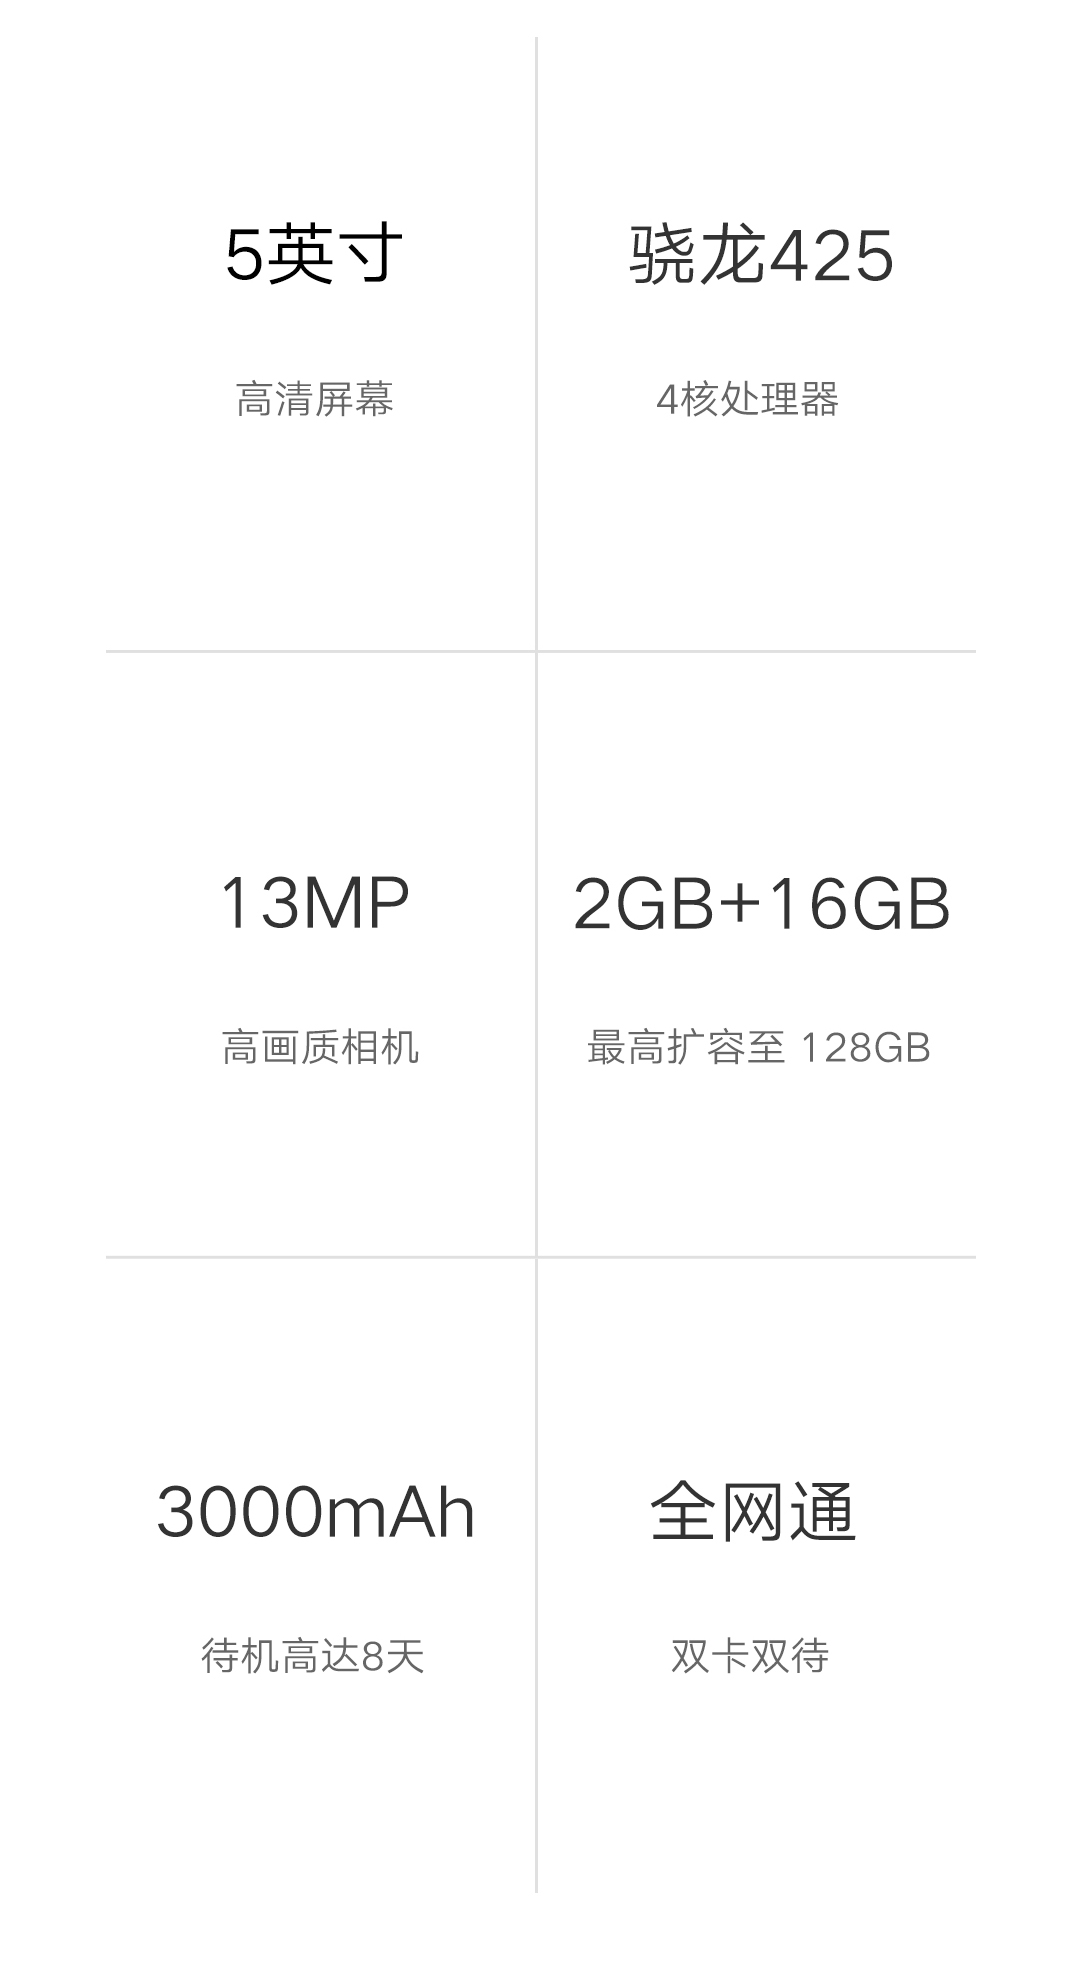 5英寸
高清屏幕
骁龙425
4核处理器
13MP
高画质相机
2GB+16GB
最高扩容至 128GB
3000mAh
待机高达8天
全网通
双卡双待